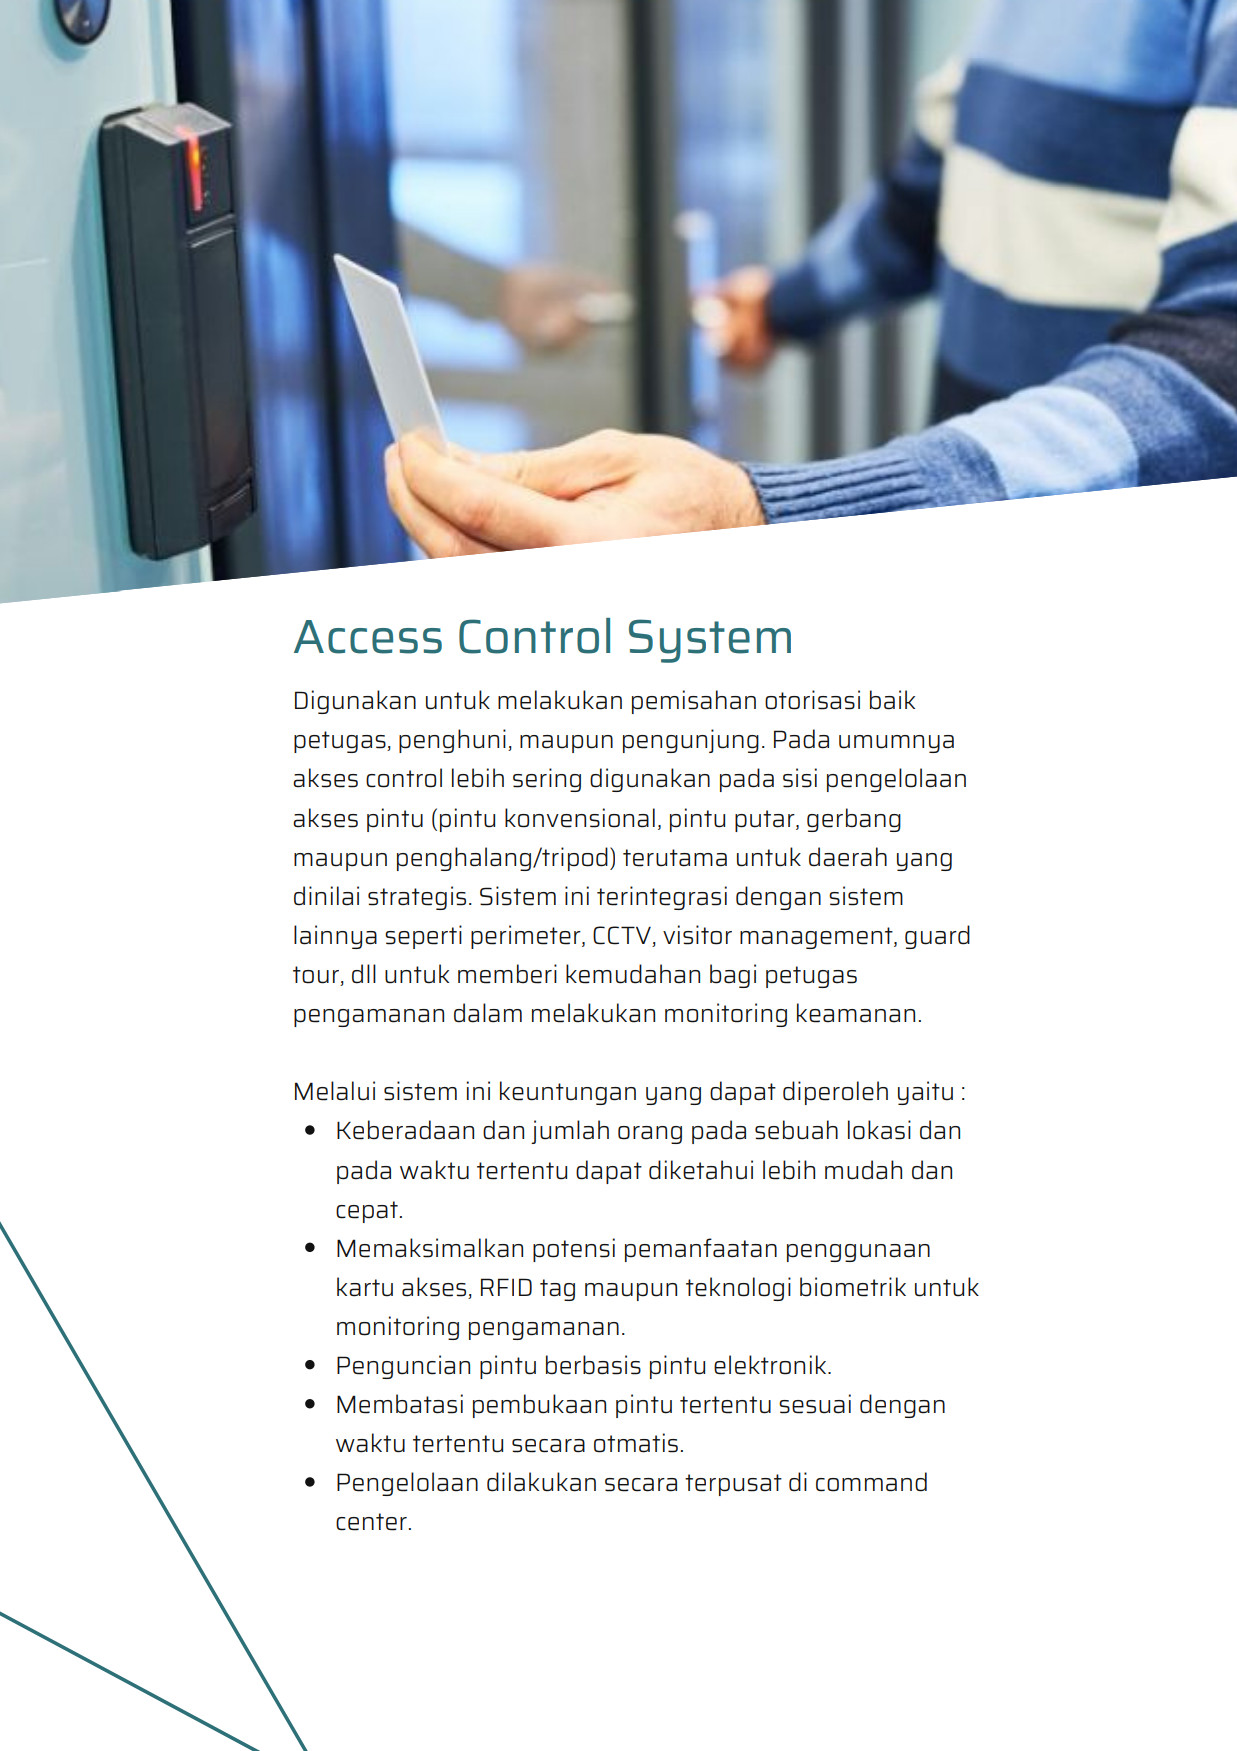 Access Control System
Digunakan untuk melakukan pemisahan otorisasi baik
petugas, penghuni, maupun pengunjung. Pada umumnya
akses control lebih sering digunakan pada sisi pengelolaan
akses pintu (pintu konvensional, pintu putar, gerbang
maupun penghalang/tripod) terutama untuk daerah yang
dinilai strategis. Sistem ini terintegrasi dengan sistem
lainnya seperti perimeter, CCTV, visitor management, guard
tour, dll untuk memberi kemudahan bagi petugas
pengamanan dalam melakukan monitoring keamanan.
Melalui sistem ini keuntungan yang dapat diperoleh yaitu :
• Keberadaan dan jumlah orang pada sebuah lokasi dan
pada waktu tertentu dapat diketahui lebih mudah dan
cepat.
• Memaksimalkan potensi pemanfaatan penggunaan
kartu akses, RFID tag maupun teknologi biometrik untuk
monitoring pengamanan.
• Penguncian pintu berbasis pintu elektronik.
• Membatasi pembukaan pintu tertentu sesuai dengan
waktu tertentu secara otmatis.
• Pengelolaan dilakukan secara terpusat di command
center.